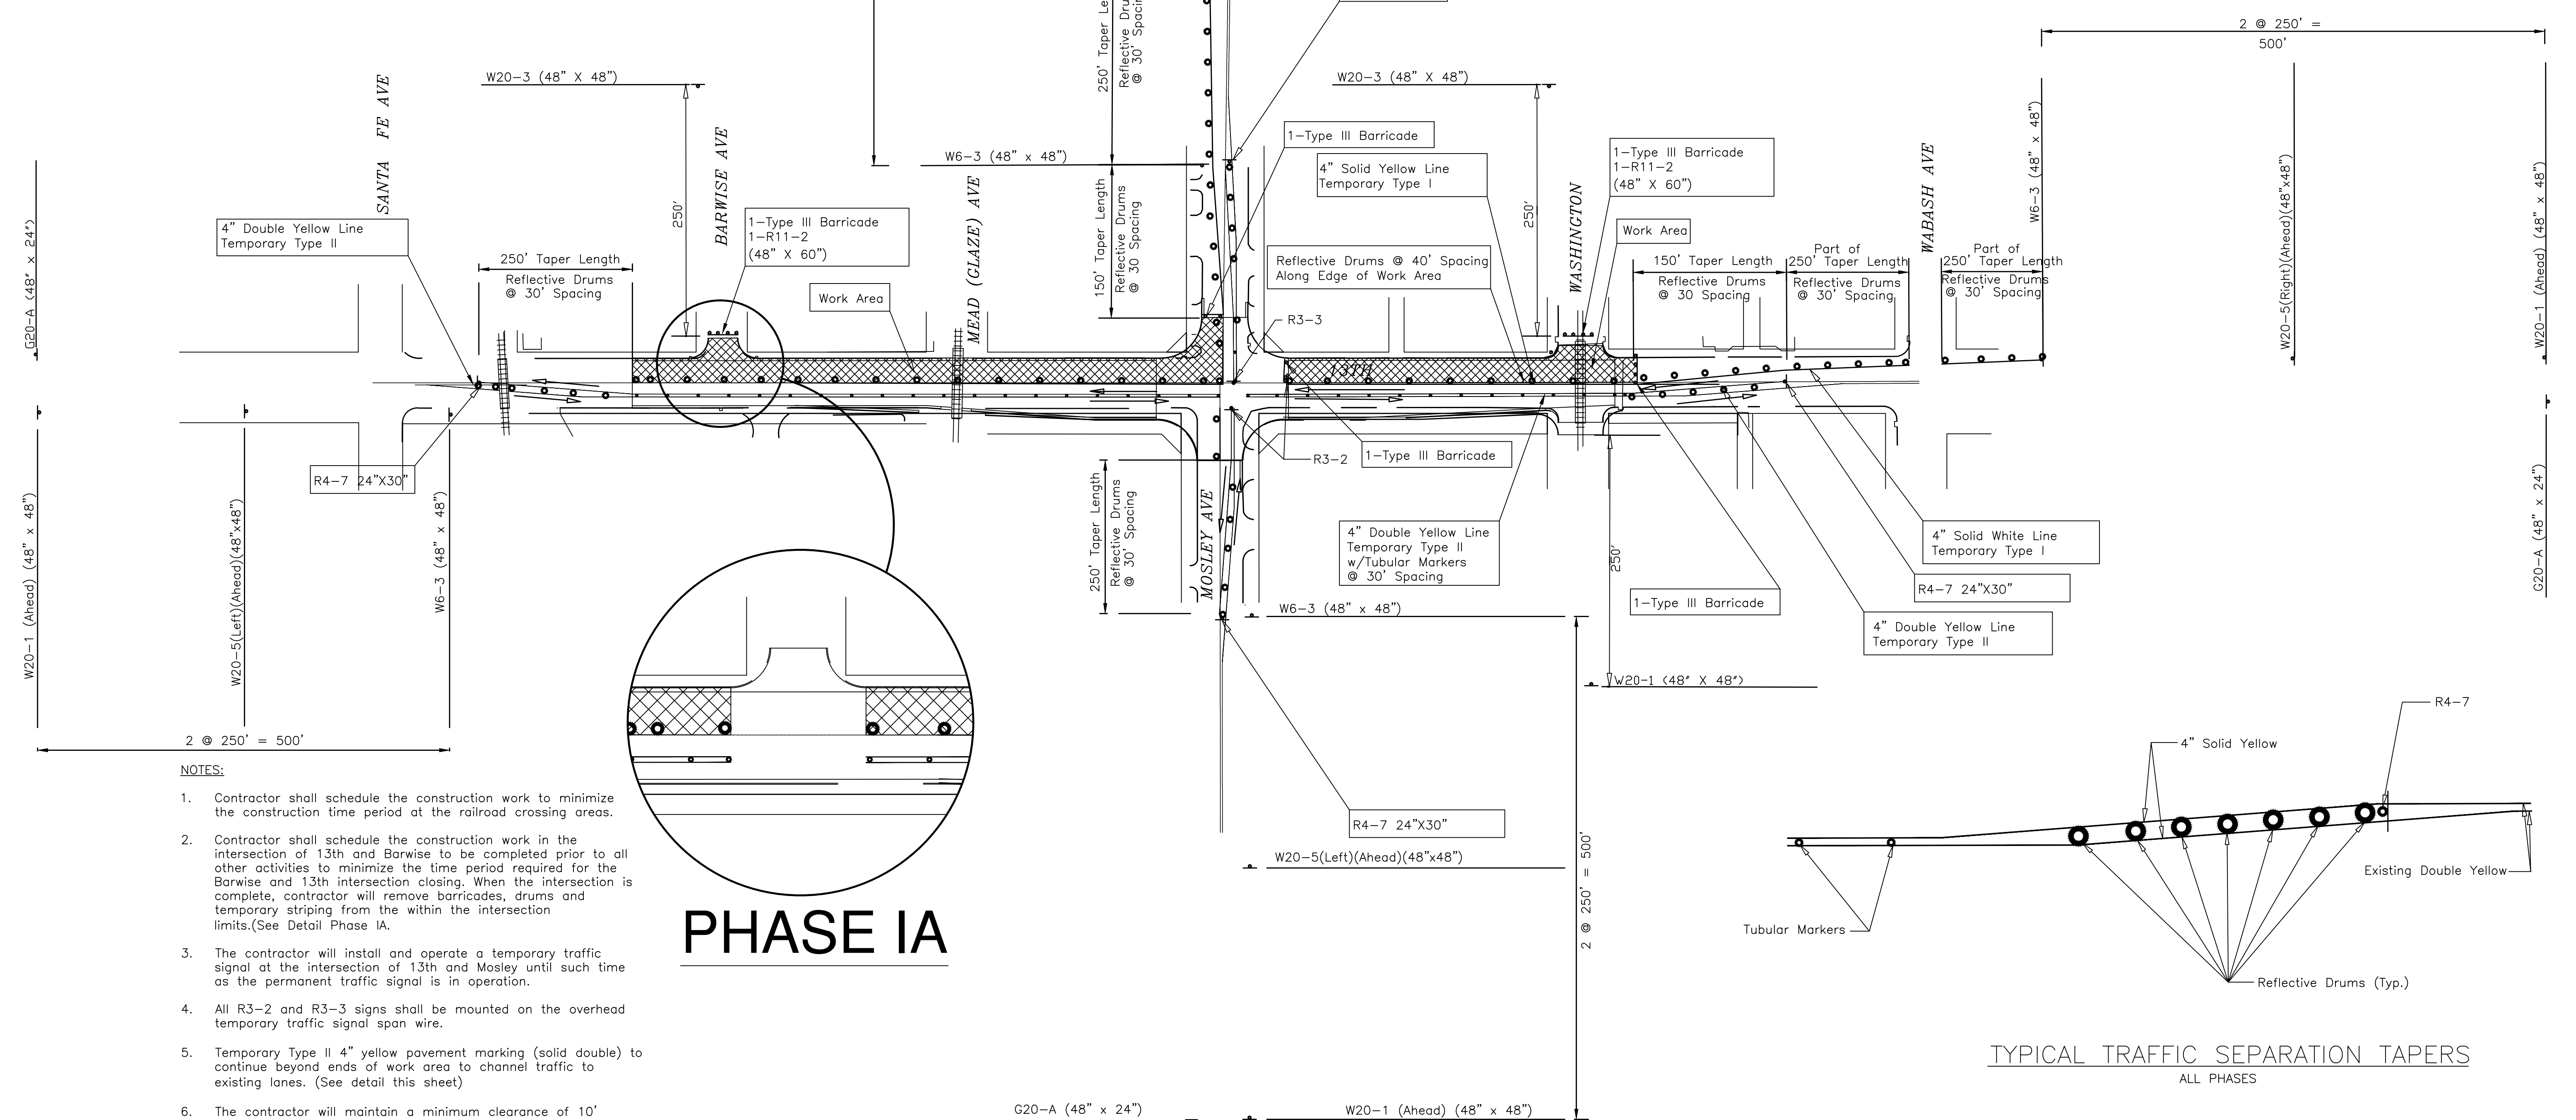 2 @ 250' =
500'
250' Taper Length
Reflective Drums
@ 30' Spacing
SANTA FE AVE
W20-3 (48" X 48")
250'
BARWISE AVE
W6-3 (48" x 48")
MEAD (GLAZE) AVE
150' Taper Length
Reflective Drums
@ 30 Spacing
1-Type III Barricade
4" Solid Yellow Line
Temporary Type I
W20-3 (48" X 48")
250'
WASHINGTON
1-Type III Barricade
1-R11-2
(48" X 60")
Work Area
WABASH AVE
W6-3 (48" x 48")
W20-5(Right)(Ahead)(48"x48")
W20-1 (Ahead) (48" x 48")
G20-A (48" x 24")
4" Double Yellow Line
Temporary Type II
250' Taper Length
Reflective Drums
@ 30' Spacing
1-Type III Barricade
1-R11-2
(48" X 60")
Work Area
Reflective Drums @ 40' Spacing
Along Edge of Work Area
R3-3
150' Taper Length
Reflective Drums
@ 30 Spacing
Part of
250' Taper Length
Reflective Drums
@ 30' Spacing
Part of
250' Taper Length
Reflective Drums
@ 30' Spacing
13TH
R4-7 24"X30"
W20-1 (Ahead) (48" x 48")
W20-5(Left)(Ahead)(48"x48")
W6-3 (48" x 48")
R3-2
1-Type III Barricade
250' Taper Length
Reflective Drums
@ 30' Spacing
MOSLEY AVE
4" Double Yellow Line
Temporary Type II
w/Tubular Markers
@ 30' Spacing
250'
4" Solid White Line
Temporary Type I
R4-7 24"X30"
1-Type III Barricade
4" Double Yellow Line
Temporary Type II
G20-A (48" x 24")
W6-3 (48" x 48")
W20-1 (48" X 48")
2 @ 250' = 500'
PHASE IA
R4-7 24"X30"
W20-5(Left)(Ahead)(48"x48")
2 @ 250' = 500'
G20-A (48" x 24")
W20-1 (Ahead) (48" x 48")
R4-7
4" Solid Yellow
Existing Double Yellow
Tubular Markers
Reflective Drums (Typ.)
TYPICAL TRAFFIC SEPARATION TAPERS
ALL PHASES
NOTES:
1. Contractor shall schedule the construction work to minimize
the construction time period at the railroad crossing areas.
2. Contractor shall schedule the construction work in the
intersection of 13th and Barwise to be completed prior to all
other activities to minimize the time period required for the
Barwise and 13th intersection closing. When the intersection is
complete, contractor will remove barricades, drums and
temporary striping from the within the intersection
limits.(See Detail Phase IA.
3. The contractor will install and operate a temporary traffic
signal at the intersection of 13th and Mosley until such time
as the permanent traffic signal is in operation.
4. All R3-2 and R3-3 signs shall be mounted on the overhead
temporary traffic signal span wire.
5. Temporary Type II 4" yellow pavement marking (solid double) to
continue beyond ends of work area to channel traffic to
existing lanes. (See detail this sheet)
6. The contractor will maintain a minimum clearance of 10'